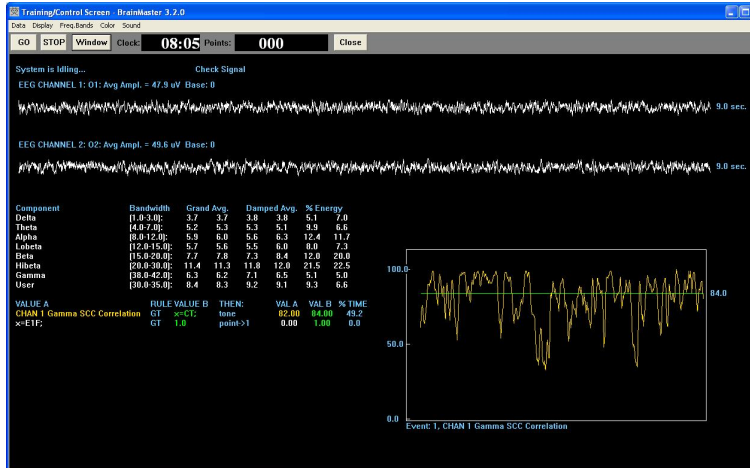 Training/Control Screen - BrainMaster 3.2.0
Data Display Freq.Bands Color Sound
GO STOP Window Clock: 08:05 Points: 000 Close
System is Idling... Check Signal
EEG CHANNEL 1: O1: Avg Ampl. = 47.9 uV Base: 0
9.0 sec.
EEG CHANNEL 2: O2: Avg Ampl. = 49.6 uV Base: 0
9.0 sec.
Component Bandwidth Grand Avg. Damped Avg. % Energy
Delta (1.0-3.0): 3.7 3.7 3.8 3.8 5.1 7.0
Theta (4.0-7.0): 5.2 5.3 5.3 5.1 9.9 6.6
Alpha (8.0-12.0): 5.9 6.0 5.6 6.3 12.4 11.7
Lobeta (12.0-15.0): 5.7 5.6 5.5 6.0 8.0 7.3
Beta (15.0-20.0): 7.7 7.8 7.3 8.4 12.0 20.0
Hibeta (20.0-30.0): 11.4 11.3 11.8 12.0 21.5 22.5
Gamma (38.0-42.0): 6.3 6.2 7.1 6.5 5.1 5.0
User (30.0-35.0): 8.4 8.3 9.2 9.1 9.3 6.6
VALUE A RULE VALUE B THEN: VAL A VAL B % TIME
CHAN 1 Gamma SCC Correlation GT x=CT; tone 82.00 84.00 49.2
x=E1F; GT 1.0 point->1 0.00 1.00 0.0
100.0
84.0
50.0
0.0
Event: 1, CHAN 1 Gamma SCC Correlation